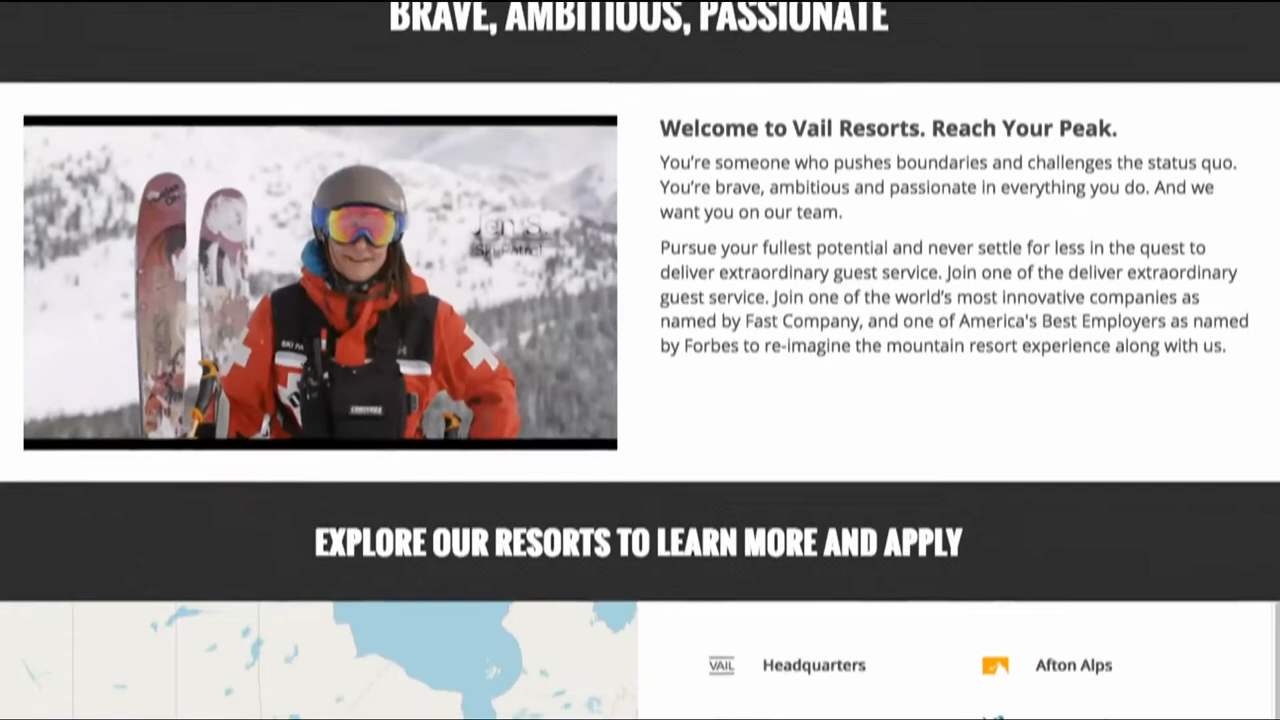 BRAVE, AMBITIOUS, PASSIONATE
Jen S.
Ski Patrol
SKI PA
Welcome to Vail Resorts. Reach Your Peak.
You’re someone who pushes boundaries and challenges the status quo.
You’re brave, ambitious and passionate in everything you do. And we
want you on our team.
Pursue your fullest potential and never settle for less in the quest to
deliver extraordinary guest service. Join one of the deliver extraordinary
guest service. Join one of the world’s most innovative companies as
named by Fast Company, and one of America's Best Employers as named
by Forbes to re-imagine the mountain resort experience along with us.
EXPLORE OUR RESORTS TO LEARN MORE AND APPLY
VAIL Headquarters
Afton Alps